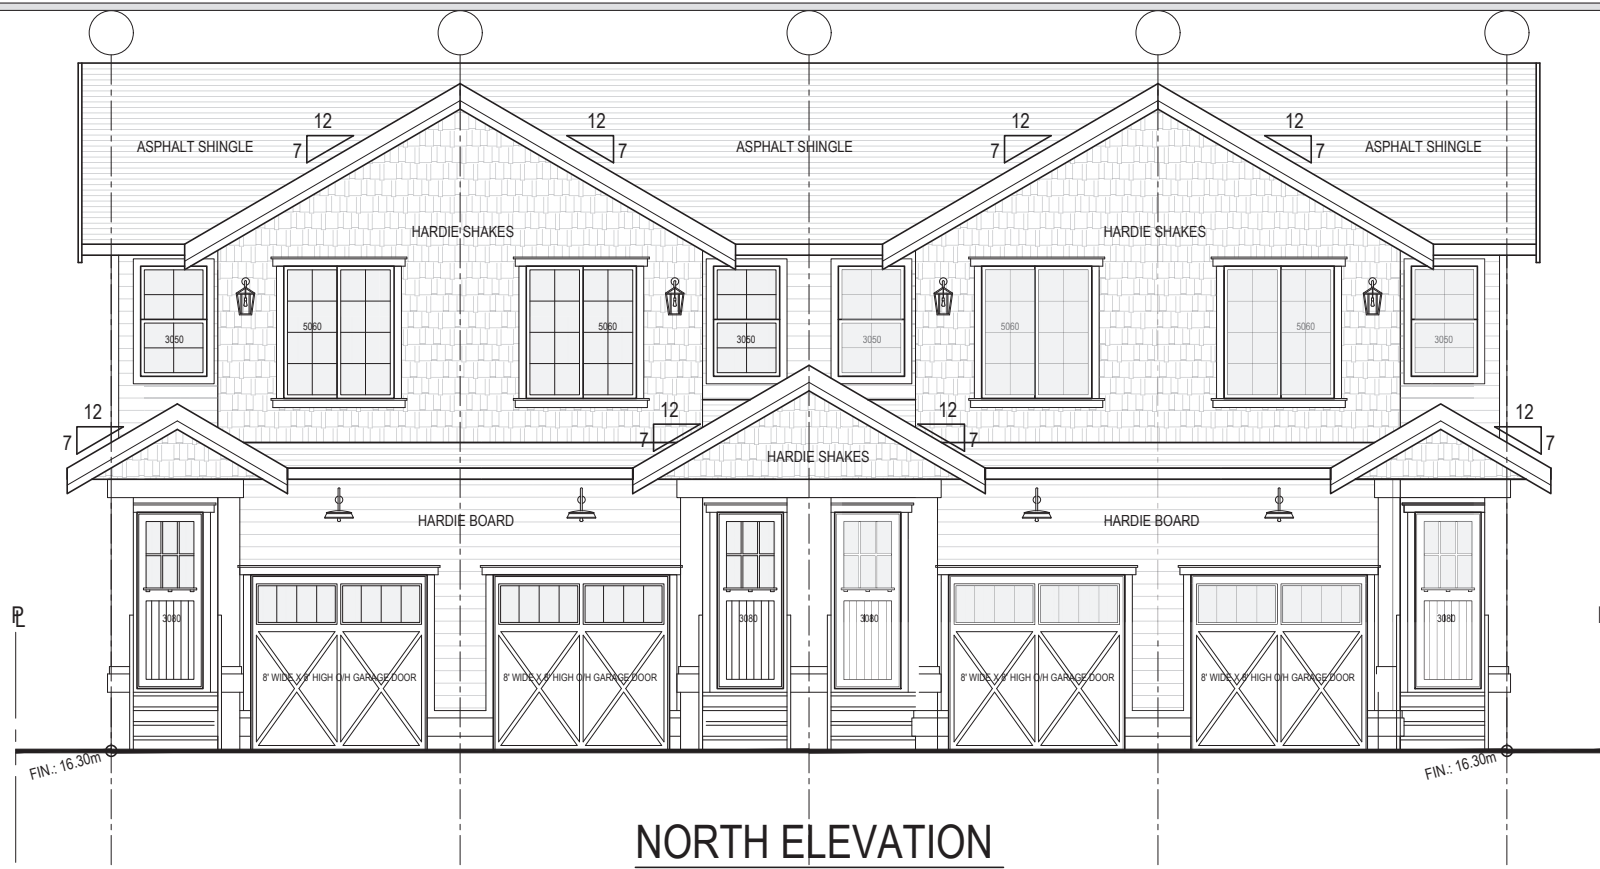 12
12
12
12
7
7
7
7
ASPHALT SHINGLE
ASPHALT SHINGLE
ASPHALT SHINGLE
HARDIE SHAKES
HARDIE SHAKES
5060
5060
5060
5060
3050
3050
3050
3050
12
12
12
12
7
7
7
7
HARDIE SHAKES
HARDIE BOARD
HARDIE BOARD
PL
3080
3080
3080
3080
8' WIDE X 8' HIGH O/H GARAGE DOOR
8' WIDE X 8' HIGH O/H GARAGE DOOR
8' WIDE X 8' HIGH O/H GARAGE DOOR
8' WIDE X 8' HIGH O/H GARAGE DOOR
FIN.: 16.30m
FIN.: 16.30m
NORTH ELEVATION